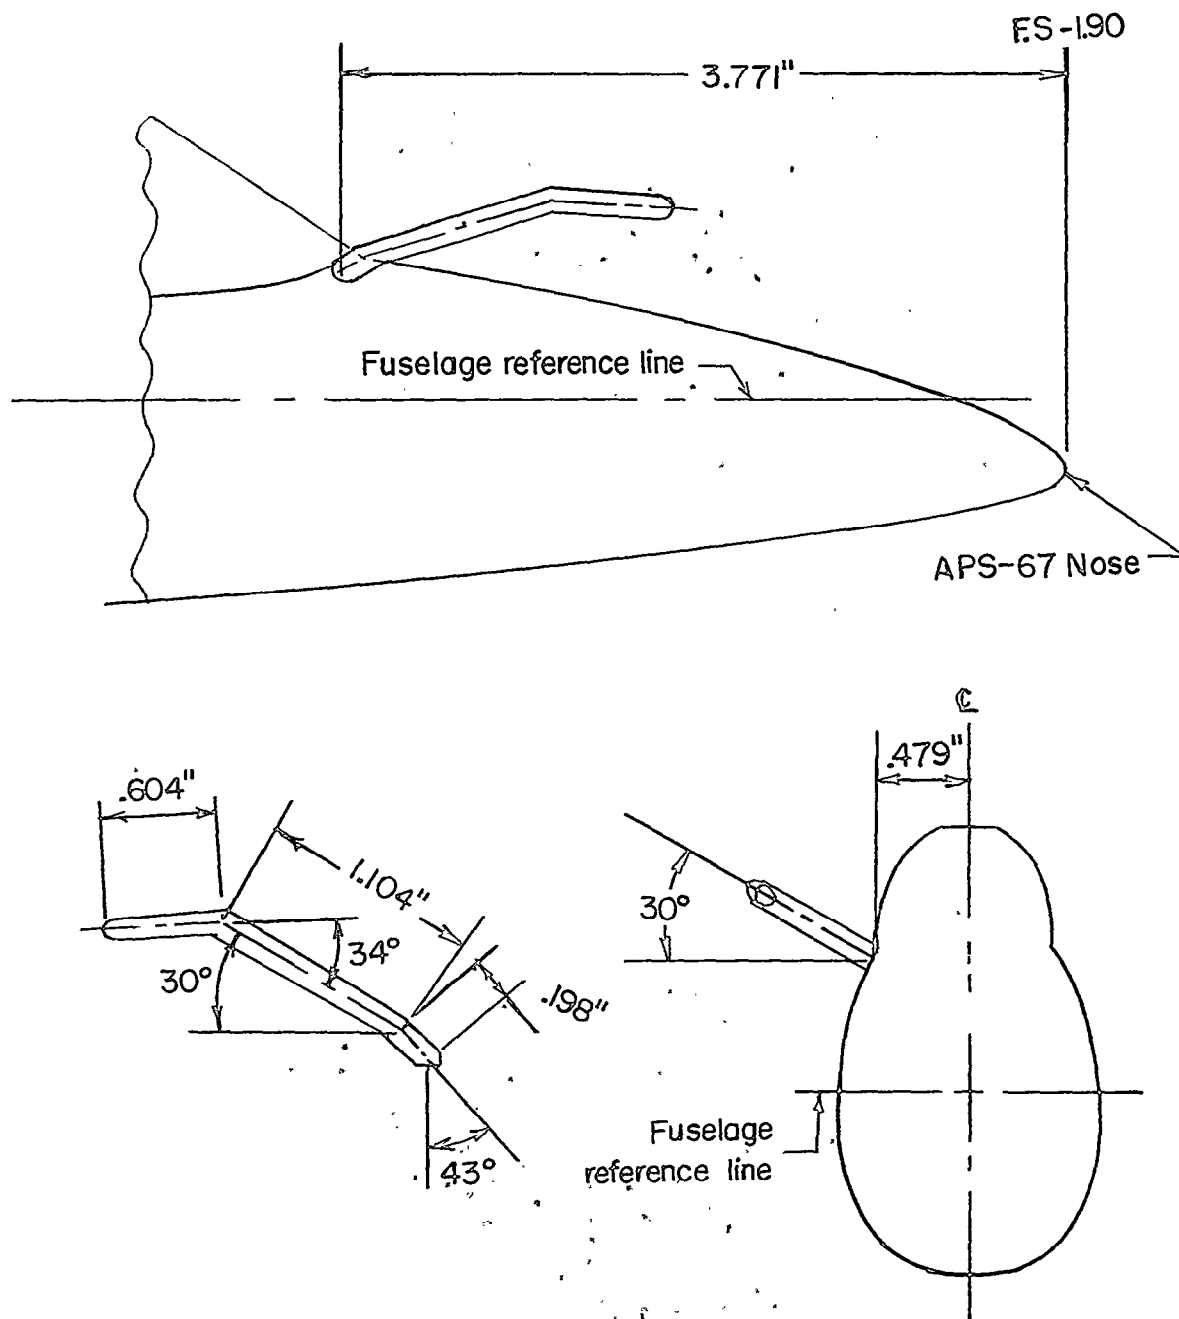 F.S -1.90
3.771"
Fuselage reference line
APS-67 Nose
℄
.479"
.604"
1.104"
30°
34°
30°
.198"
Fuselage
reference line
43°